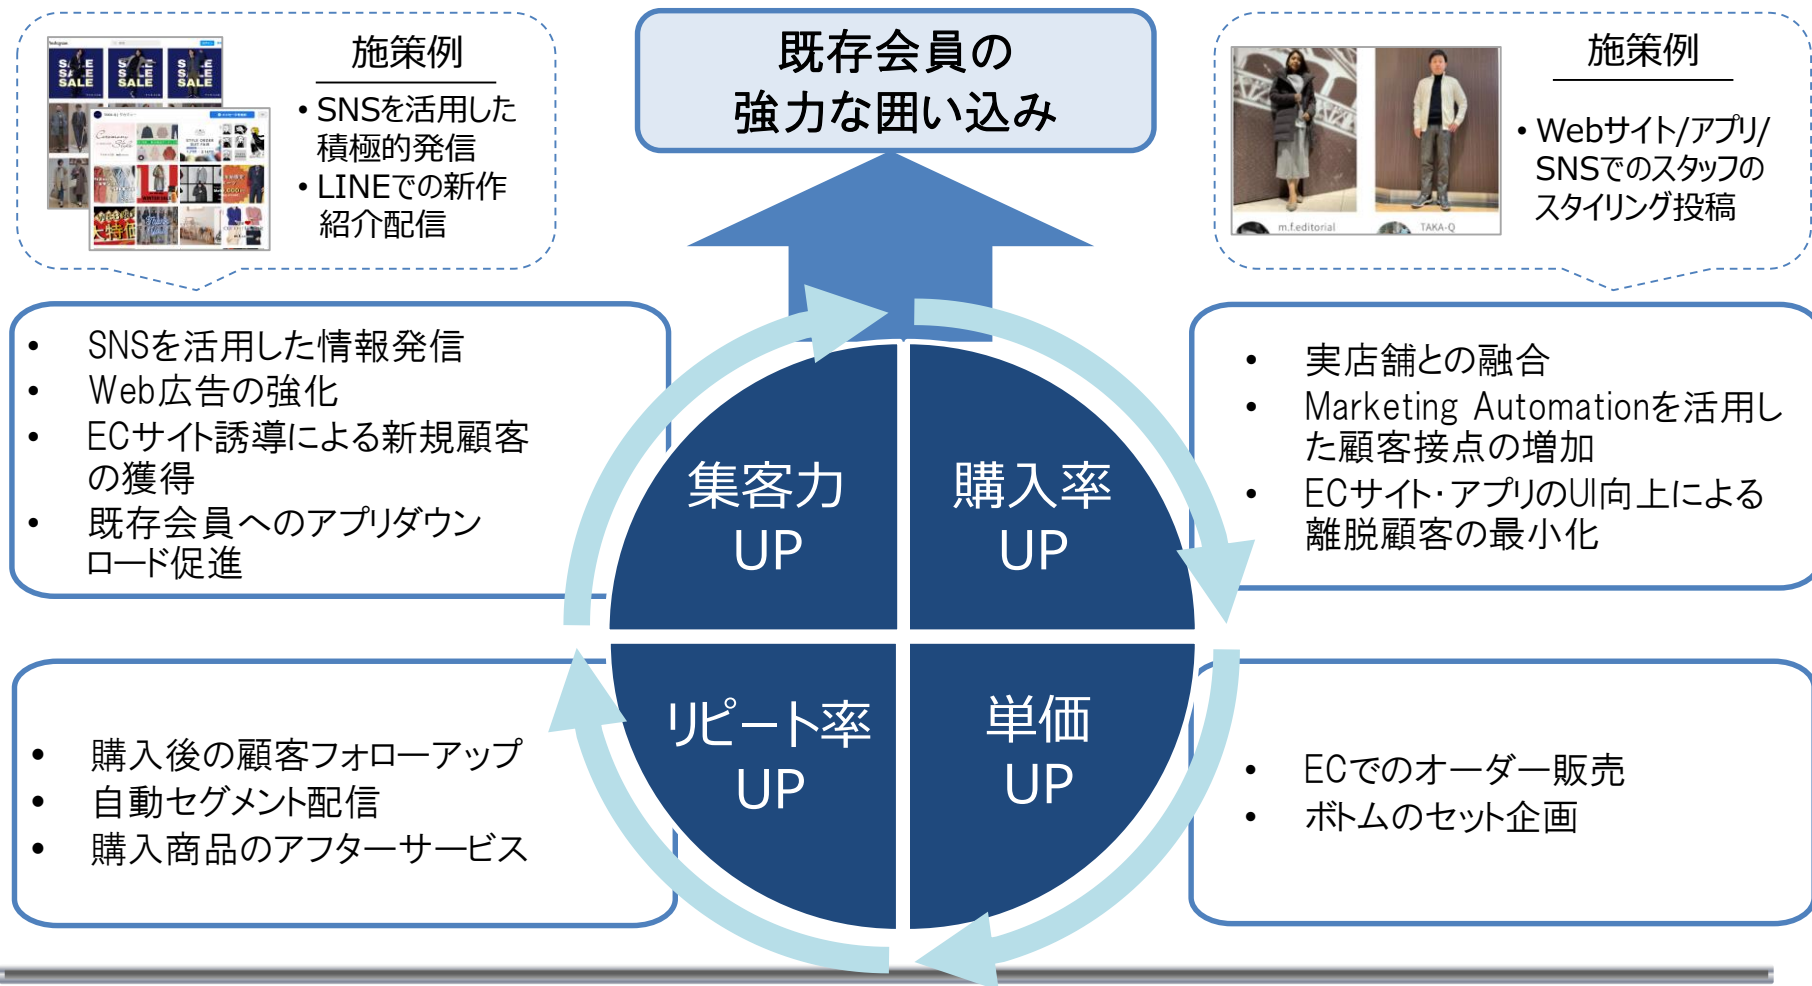 施策例
• SNSを活用した
積極的発信
• LINEでの新作
紹介配信
SALE
SALE
SALE
SALE
SALE
SALE
既存会員の
強力な囲い込み
施策例
• Webサイト/アプリ/
SNSでのスタッフの
スタイリング投稿
m.f.editorial
TAKA-Q
• SNSを活用した情報発信
• Web広告の強化
• ECサイト誘導による新規顧客
の獲得
• 既存会員へのアプリダウン
ロード促進
集客力
UP
購入率
UP
• 実店舗との融合
• Marketing Automationを活用し
た顧客接点の増加
• ECサイト・アプリのUI向上による
離脱顧客の最小化
• 購入後の顧客フォローアップ
• 自動セグメント配信
• 購入商品のアフターサービス
リピート率
UP
単価
UP
• ECでのオーダー販売
• ボトムのセット企画